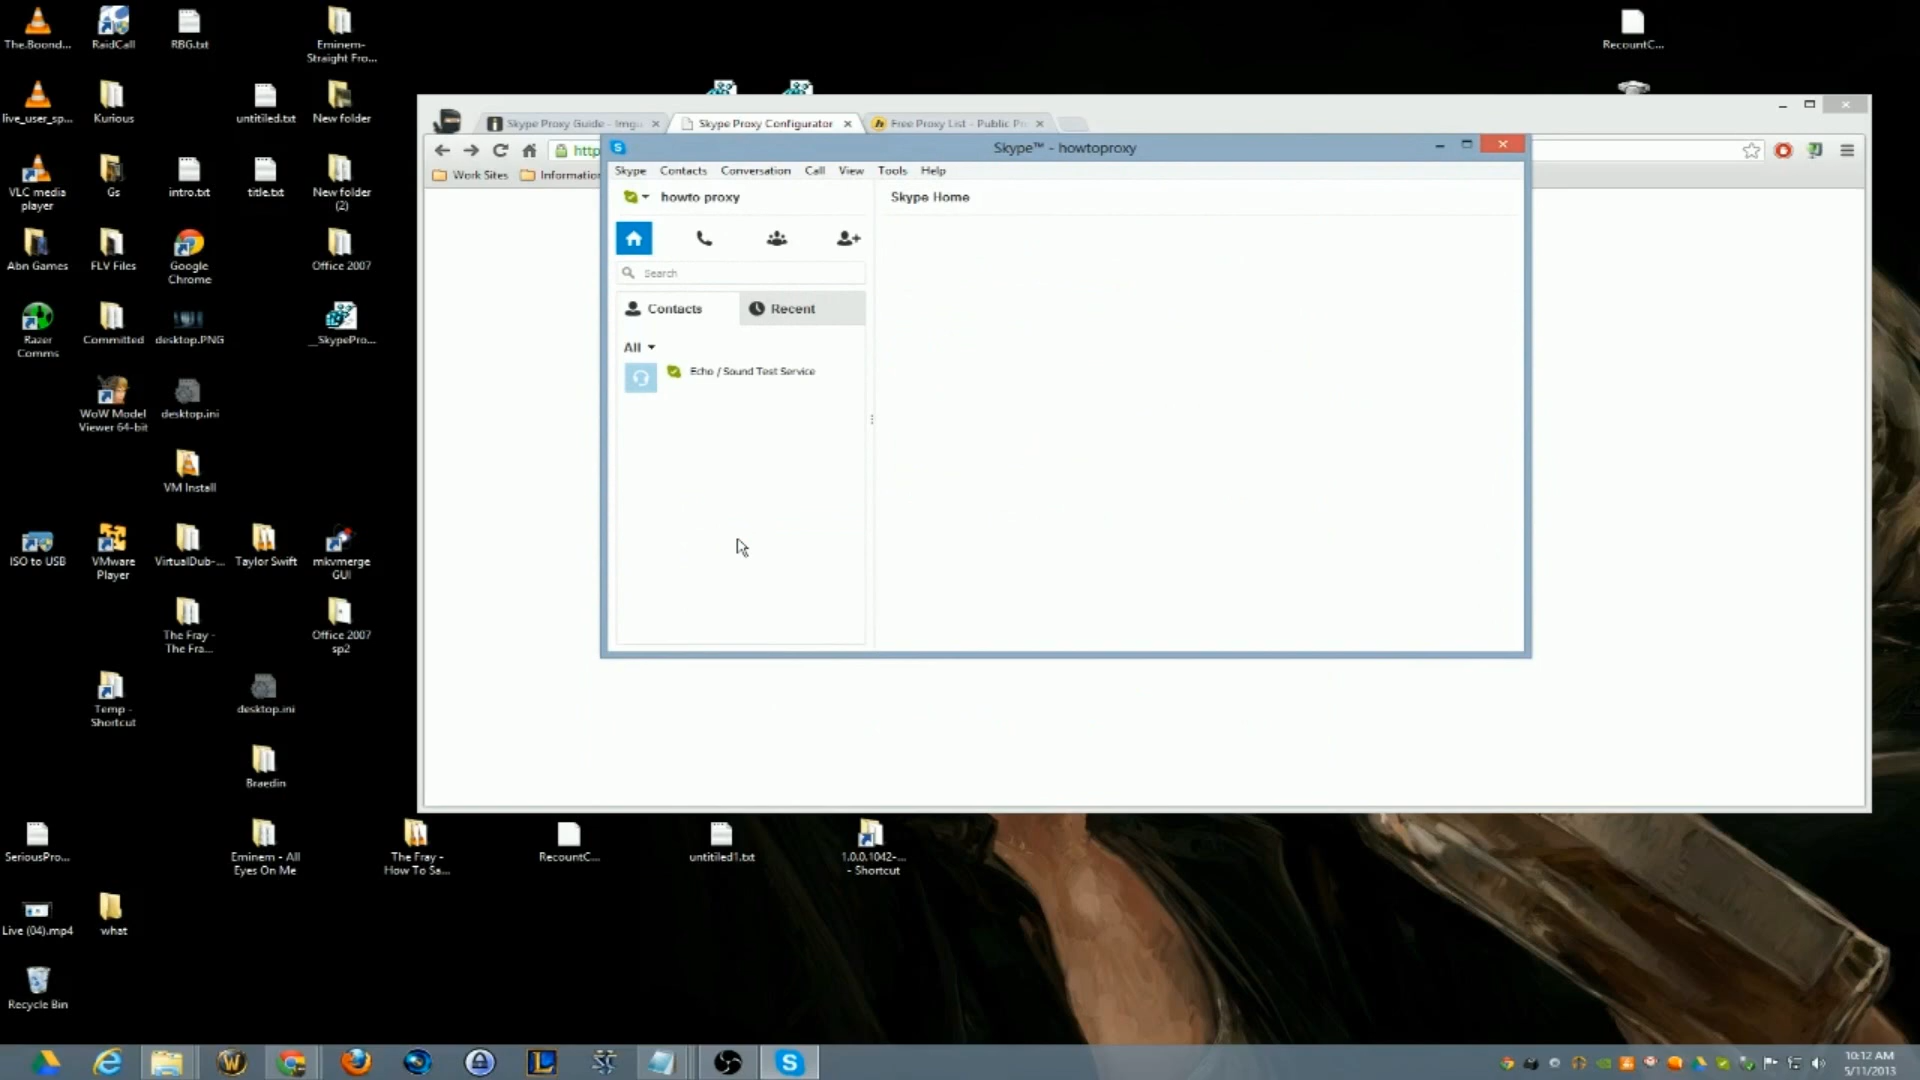 The.Boond...
RaidCall
RBG.txt
Eminem-
Straight Fro...
RecountC...
live_user_sp...
Kurious
untitiled.txt
New folder
Skype Proxy Guide - Imgu
Skype Proxy Configurator
Free Proxy List - Public Pr
http
Skype™ - howtoproxy
Work Sites
Information
Skype
Contacts
Conversation
Call
View
Tools
Help
VLC media
player
Gs
intro.txt
title.txt
New folder
(2)
howto proxy
Skype Home
Abn Games
FLV Files
Google
Chrome
Office 2007
Search
Contacts
Recent
Razer
Comms
Committed
desktop.PNG
__SkypePro...
All
Echo / Sound Test Service
WoW Model
Viewer 64-bit
desktop.ini
VM Install
ISO to USB
VMware
Player
VirtualDub-...
Taylor Swift
mkvmerge
GUI
The Fray -
The Fra...
Office 2007
sp2
Temp -
Shortcut
desktop.ini
Braedin
SeriousPro...
Eminem - All
Eyes On Me
The Fray -
How To Sa...
RecountC...
untitiled1.txt
1.0.0.1042-...
- Shortcut
Live (04).mp4
what
Recycle Bin
10:12 AM
5/11/2013